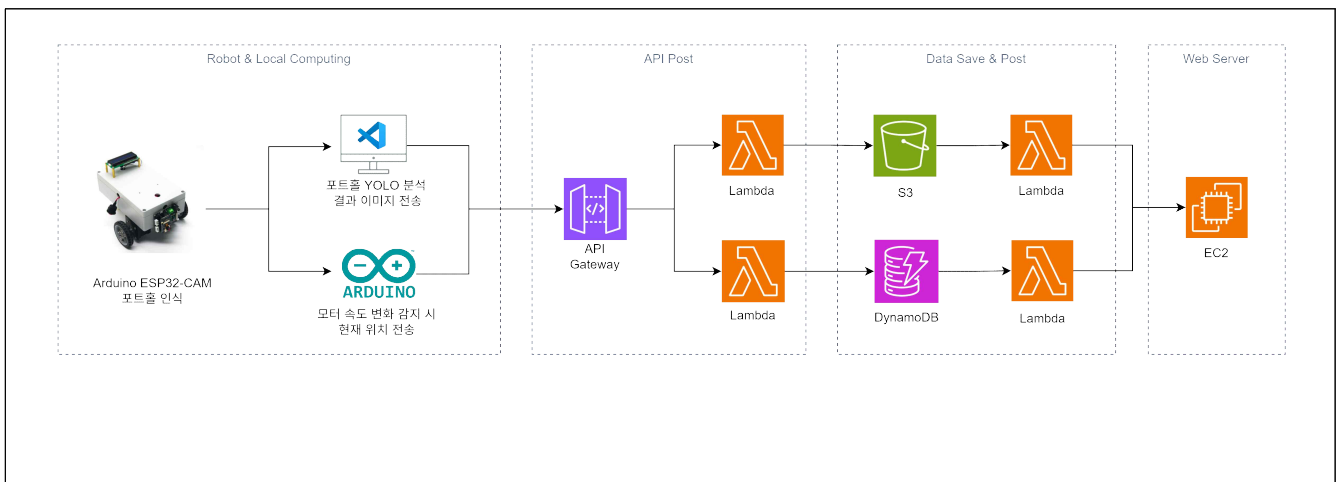 Robot & Local Computing
API Post
Data Save & Post
Web Server
포트홀 YOLO 분석
결과 이미지 전송
Arduino ESP32-CAM
포트홀 인식
ARDUINO
모터 속도 변화 감지 시
현재 위치 전송
API
Gateway
Lambda
Lambda
S3
DynamoDB
Lambda
Lambda
EC2